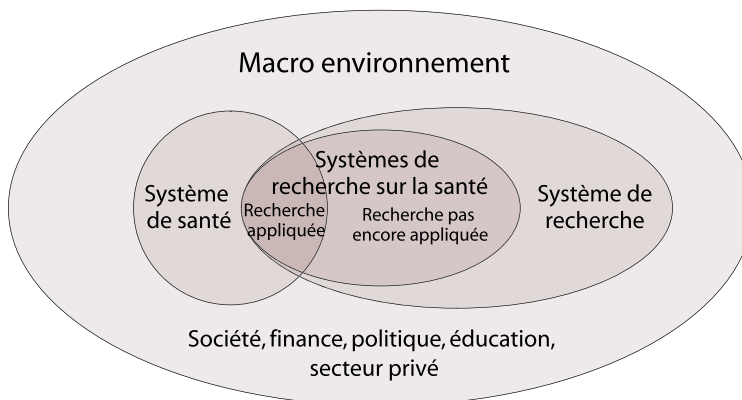 Macro environnement
Systèmes de
recherche sur la santé
Système
de santé
Recherche
appliquée
Recherche pas
encore appliquée
Système de
recherche
Société, finance, politique, éducation,
secteur privé